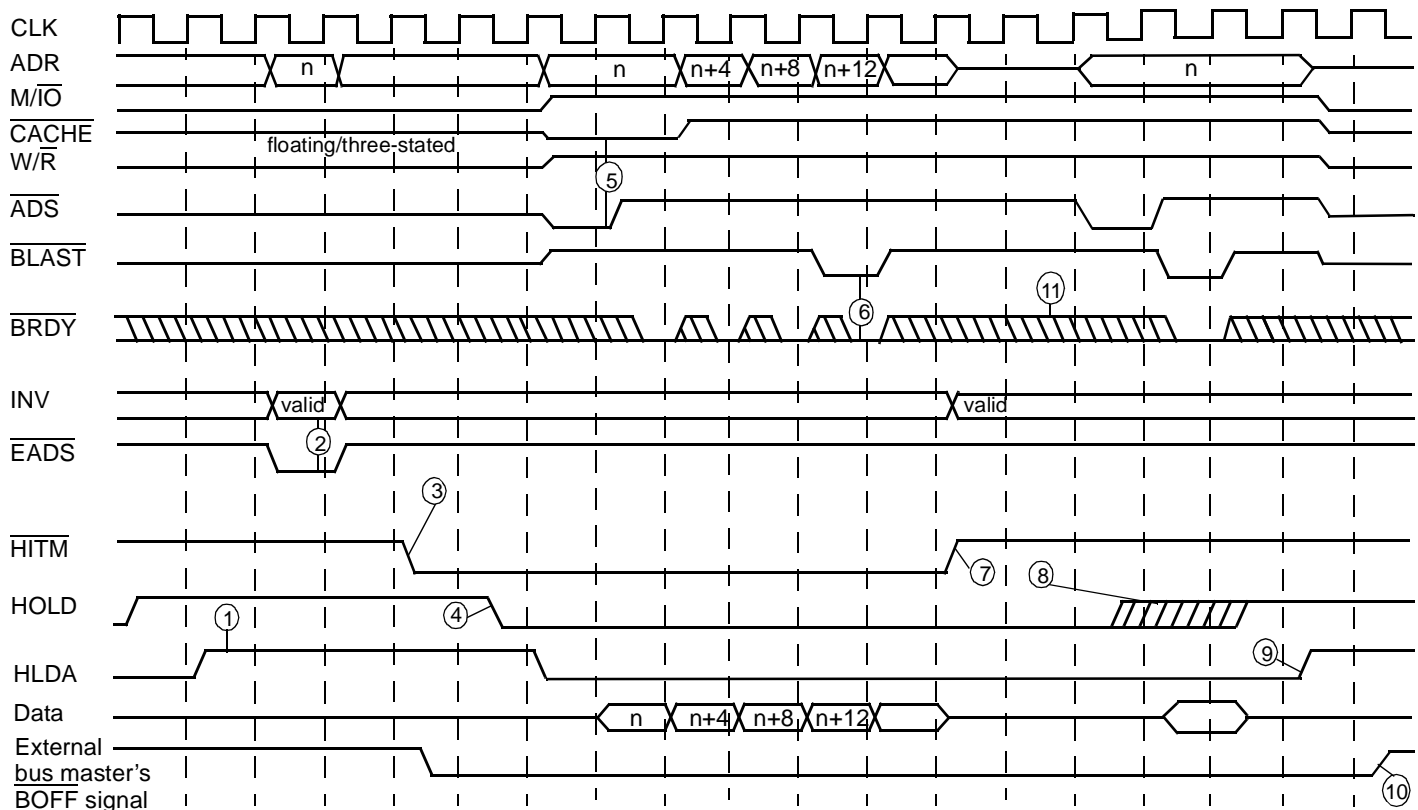 CLK
ADR n n n+4 n+8 n+12 n
M/IO
CACHE
floating/three-stated
W/R
5
ADS
BLAST
11
6
BRDY
INV valid valid
2
EADS
3
HITM
7
8
HOLD 4
1
9
HLDA
Data n n+4 n+8 n+12
External
bus master's
BOFF signal
10